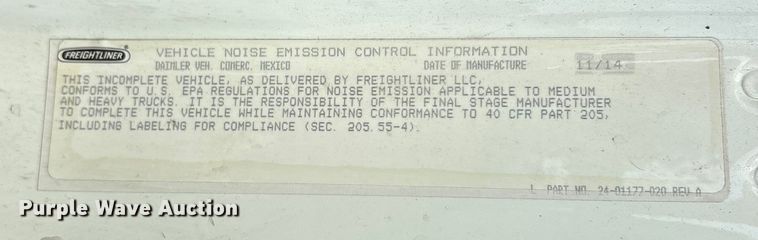 FREIGHTLINER
VEHICLE NOISE EMISSION CONTROL INFORMATION
DAIMLER VEH. COMERC. MEXICO DATE OF MANUFACTURE 11/14
THIS INCOMPLETE VEHICLE, AS DELIVERED BY FREIGHTLINER LLC,
CONFORMS TO U.S. EPA REGULATIONS FOR NOISE EMISSION APPLICABLE TO MEDIUM
AND HEAVY TRUCKS. IT IS THE RESPONSIBILITY OF THE FINAL STAGE MANUFACTURER
TO COMPLETE THIS VEHICLE WHILE MAINTAINING CONFORMANCE TO 40 CFR PART 205,
INCLUDING LABELING FOR COMPLIANCE (SEC. 205.55-4).
L PART NO. 24-01177-020 REV A
Purple Wave Auction